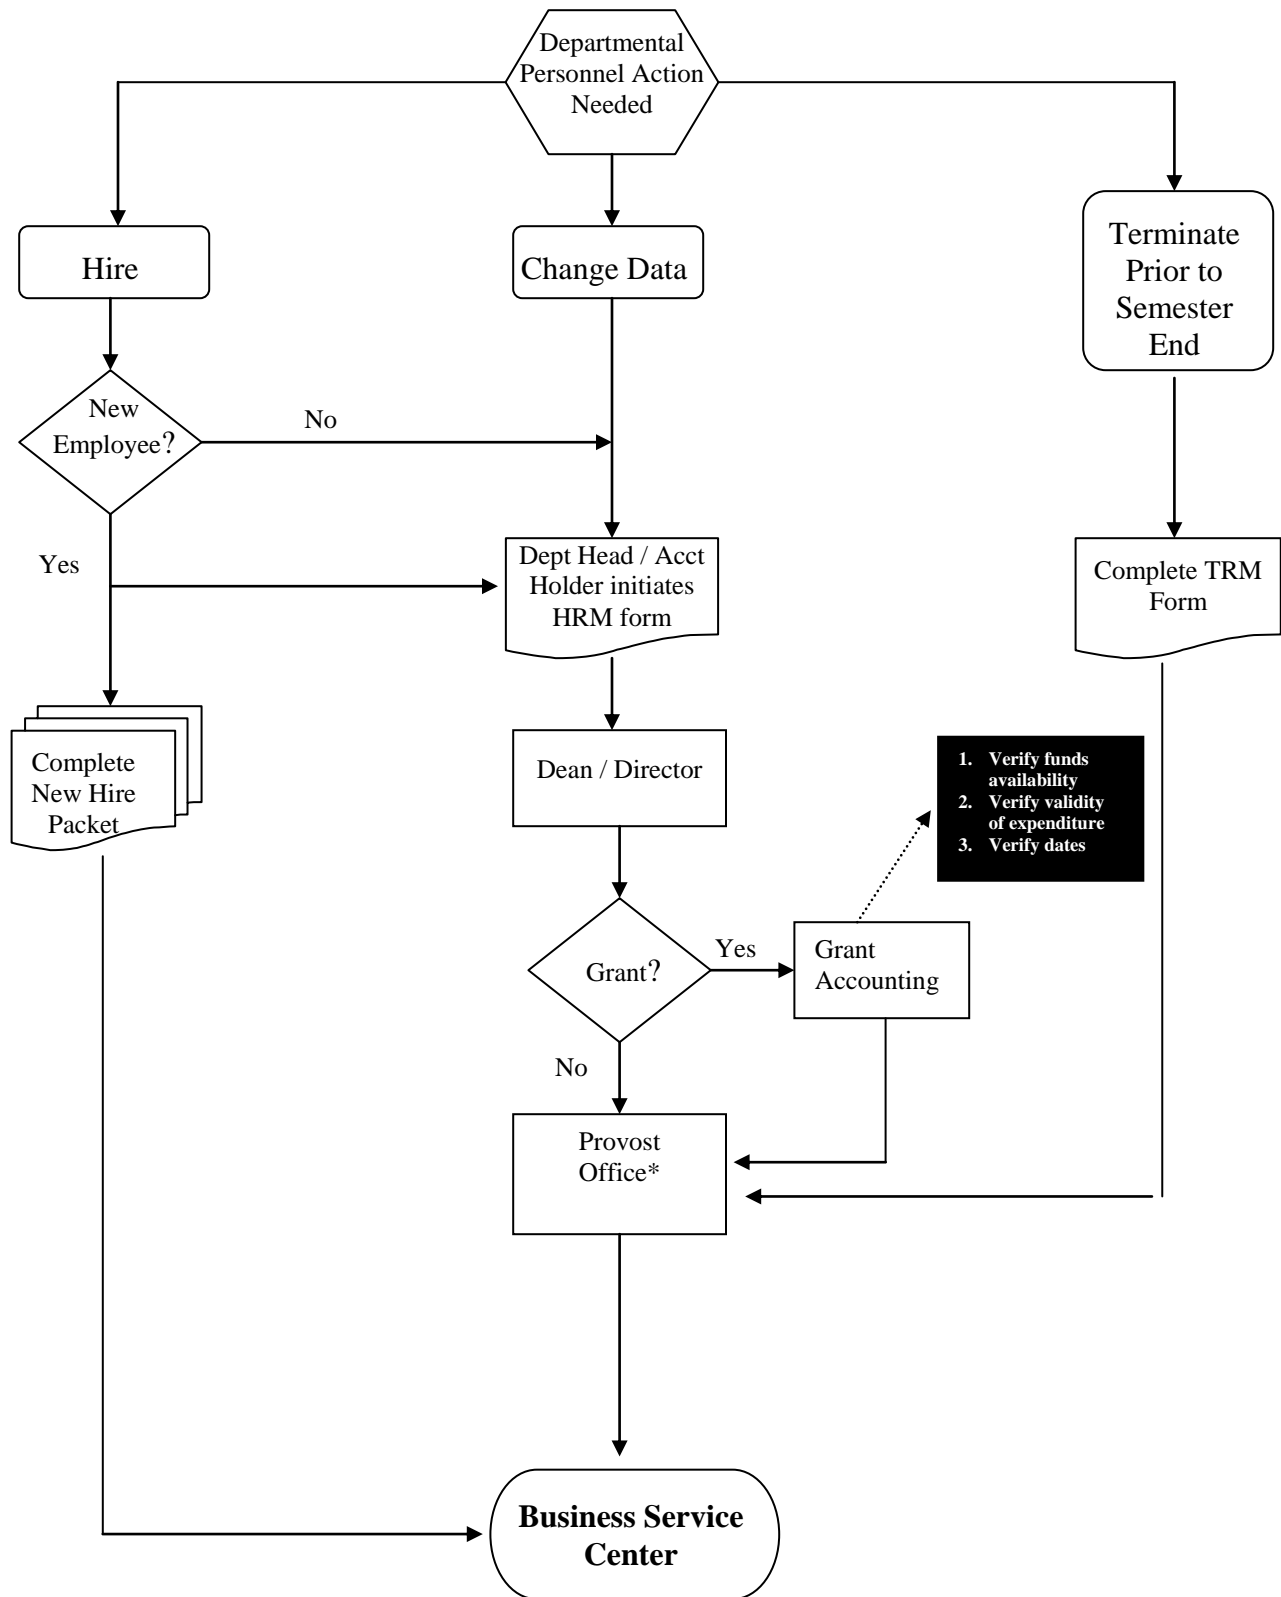 Departmental
Personnel Action
Needed
Hire
Change Data
Terminate
Prior to
Semester
End
New
Employee?
No
Yes
Dept Head / Acct
Holder initiates
HRM form
Complete TRM
Form
Complete
New Hire
Packet
Dean / Director
1. Verify funds
availability
2. Verify validity
of expenditure
3. Verify dates
Grant?
Yes
Grant
Accounting
No
Provost
Office*
Business Service
Center